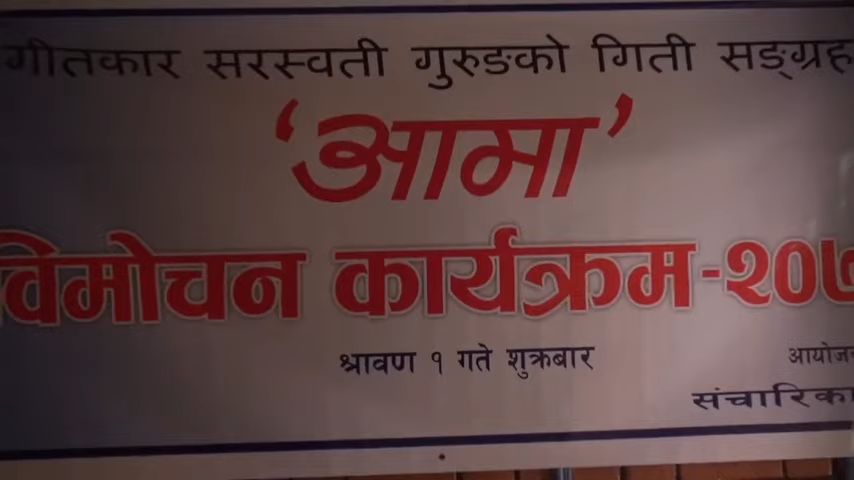 गीतकार सरस्वती गुरुङको गिती सङ्ग्रह
‘आमा’
विमोचन कार्यक्रम-२०७
श्रावण १ गते शुक्रबार
आयोज
संचारिका